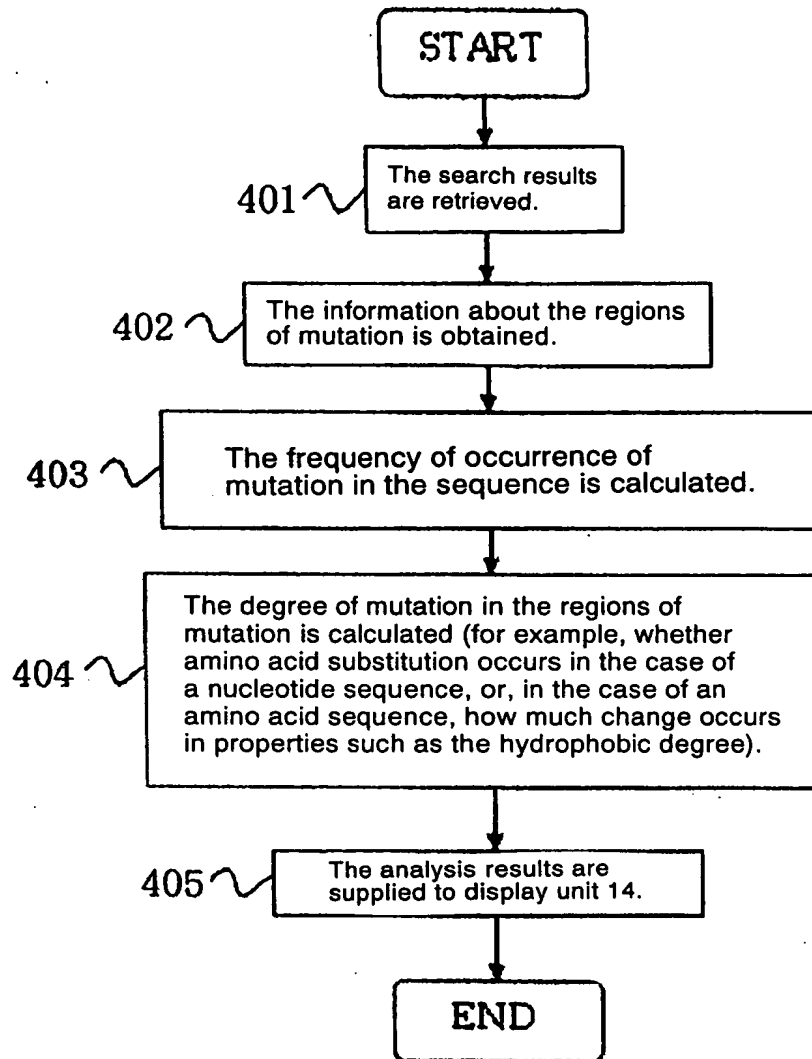 START
401
The search results
are retrieved.
402
The information about the regions
of mutation is obtained.
403
The frequency of occurrence of
mutation in the sequence is calculated.
404
The degree of mutation in the regions of
mutation is calculated (for example, whether
amino acid substitution occurs in the case of
a nucleotide sequence, or, in the case of an
amino acid sequence, how much change occurs
in properties such as the hydrophobic degree).
405
The analysis results are
supplied to display unit 14.
END